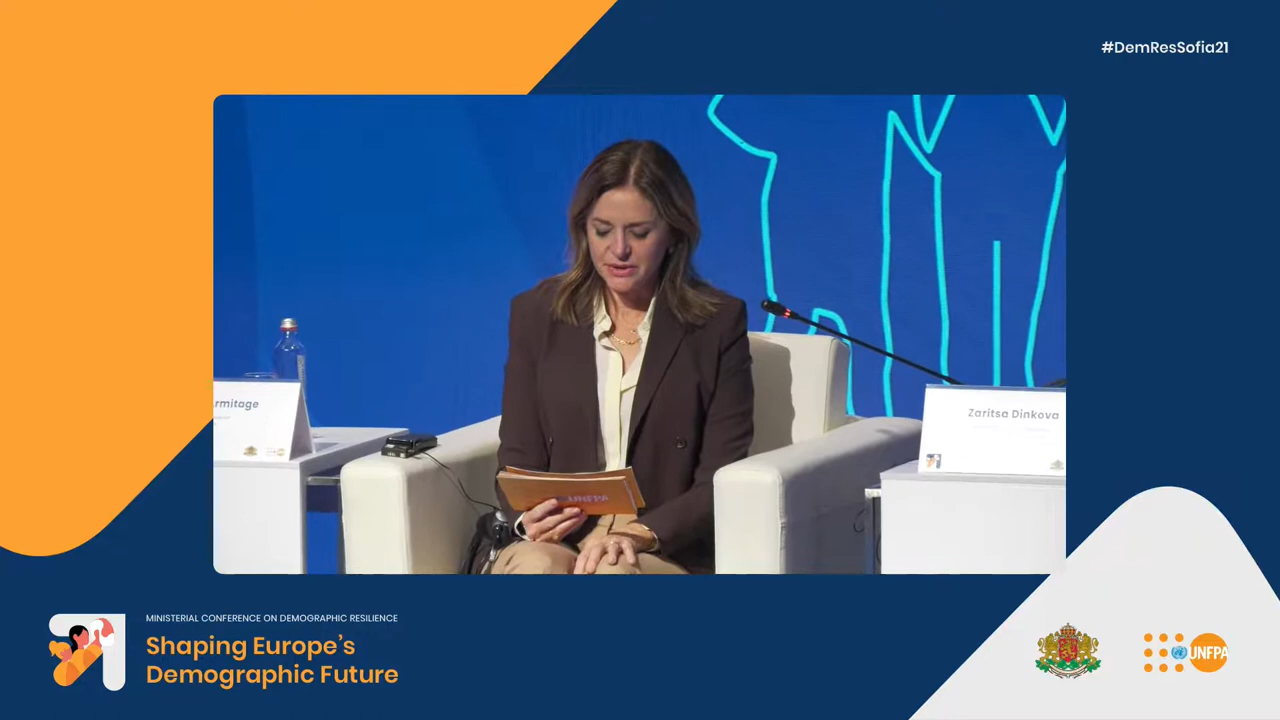 #DemResSofia21
rmitage
Zaritsa Dinkova
UNFPA
MINISTERIAL CONFERENCE ON DEMOGRAPHIC RESILIENCE
Shaping Europe's
Demographic Future
UNFPA